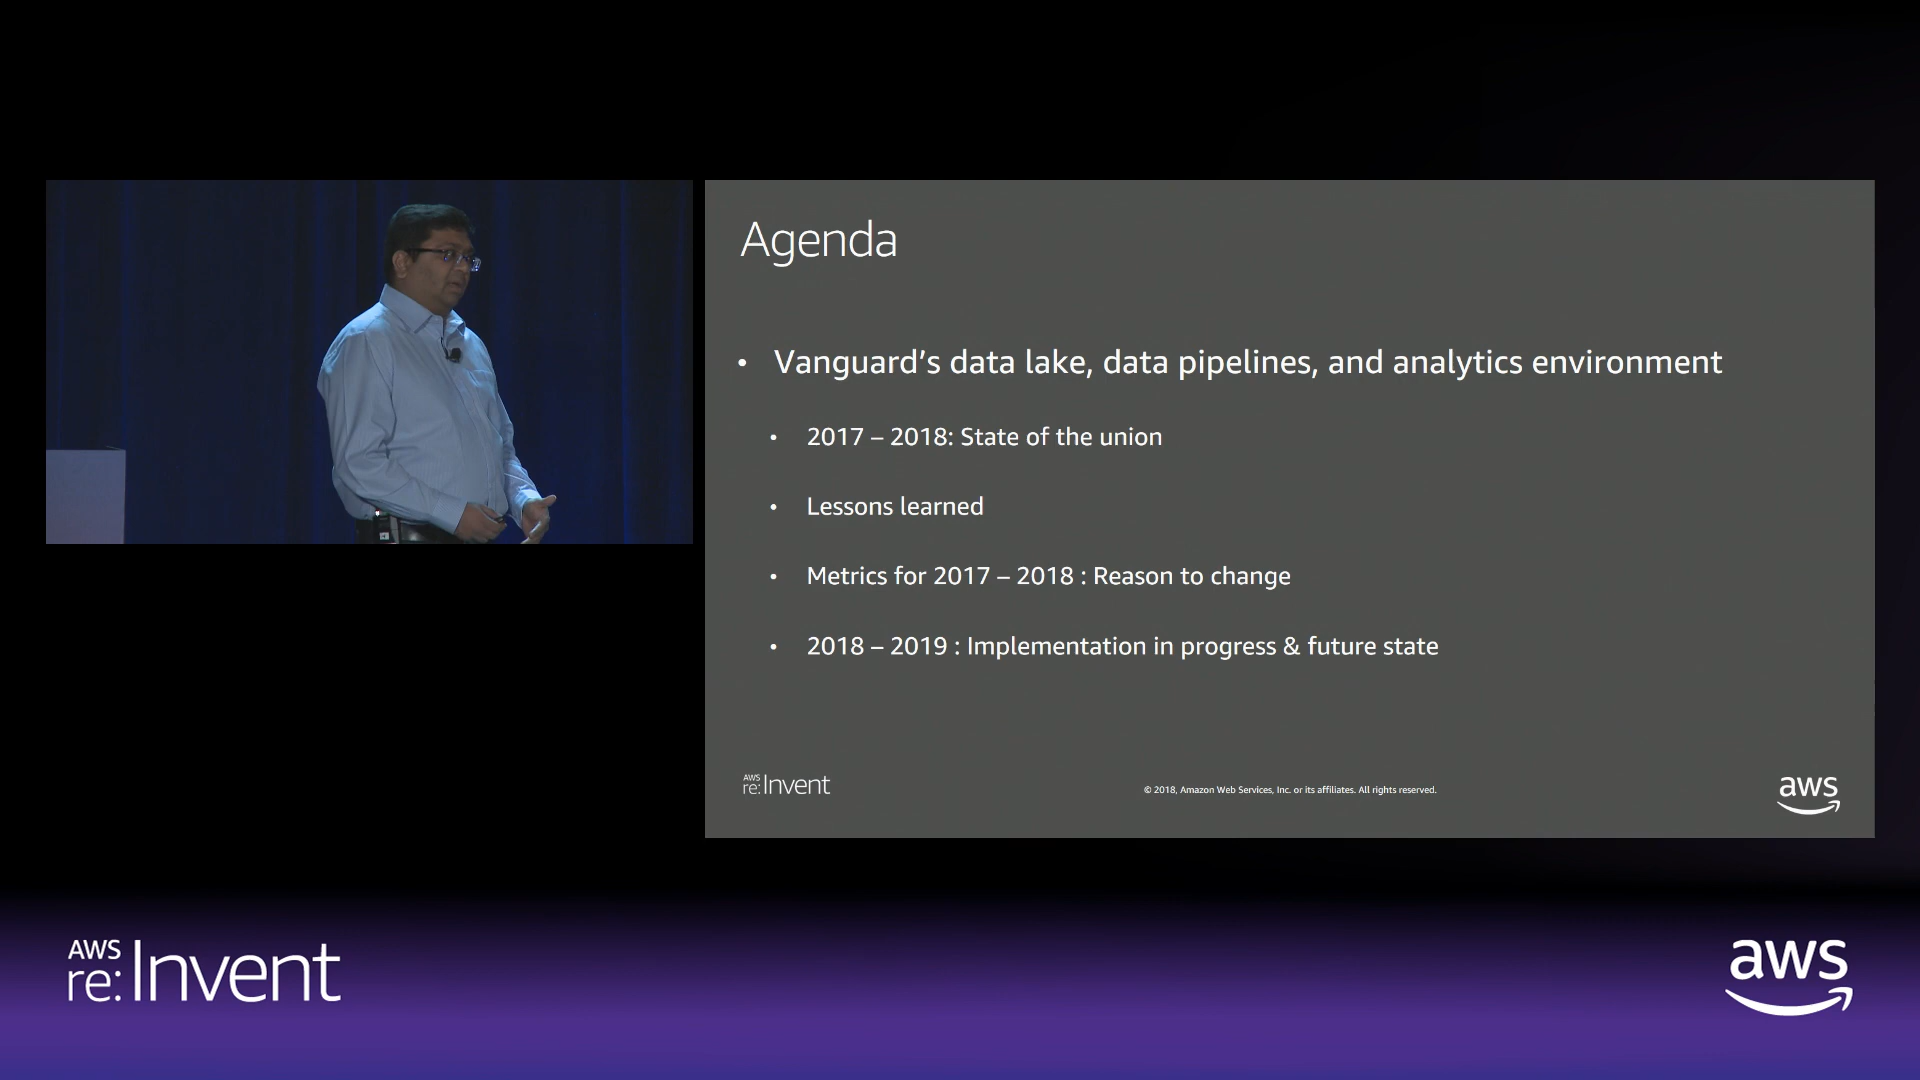 Agenda
• Vanguard's data lake, data pipelines, and analytics environment
• 2017 – 2018: State of the union
• Lessons learned
• Metrics for 2017 – 2018 : Reason to change
• 2018 – 2019 : Implementation in progress & future state
AWS
re:Invent
© 2018, Amazon Web Services, Inc. or its affiliates. All rights reserved.
aws
AWS
re:Invent
aws